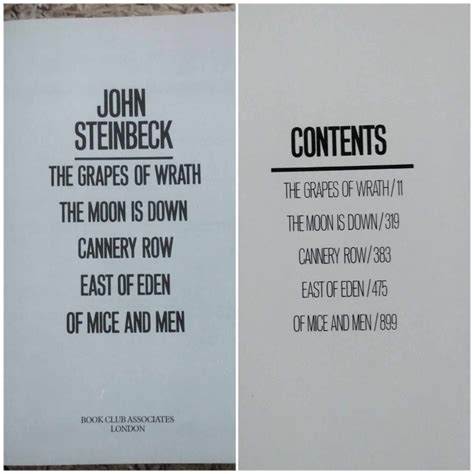 JOHN
STEINBECK
THE GRAPES OF WRATH
THE MOON IS DOWN
CANNERY ROW
EAST OF EDEN
OF MICE AND MEN
BOOK CLUB ASSOCIATES
LONDON
CONTENTS
THE GRAPES OF WRATH/11
THE MOON IS DOWN/319
CANNERY ROW/383
EAST OF EDEN/475
OF MICE AND MEN/899